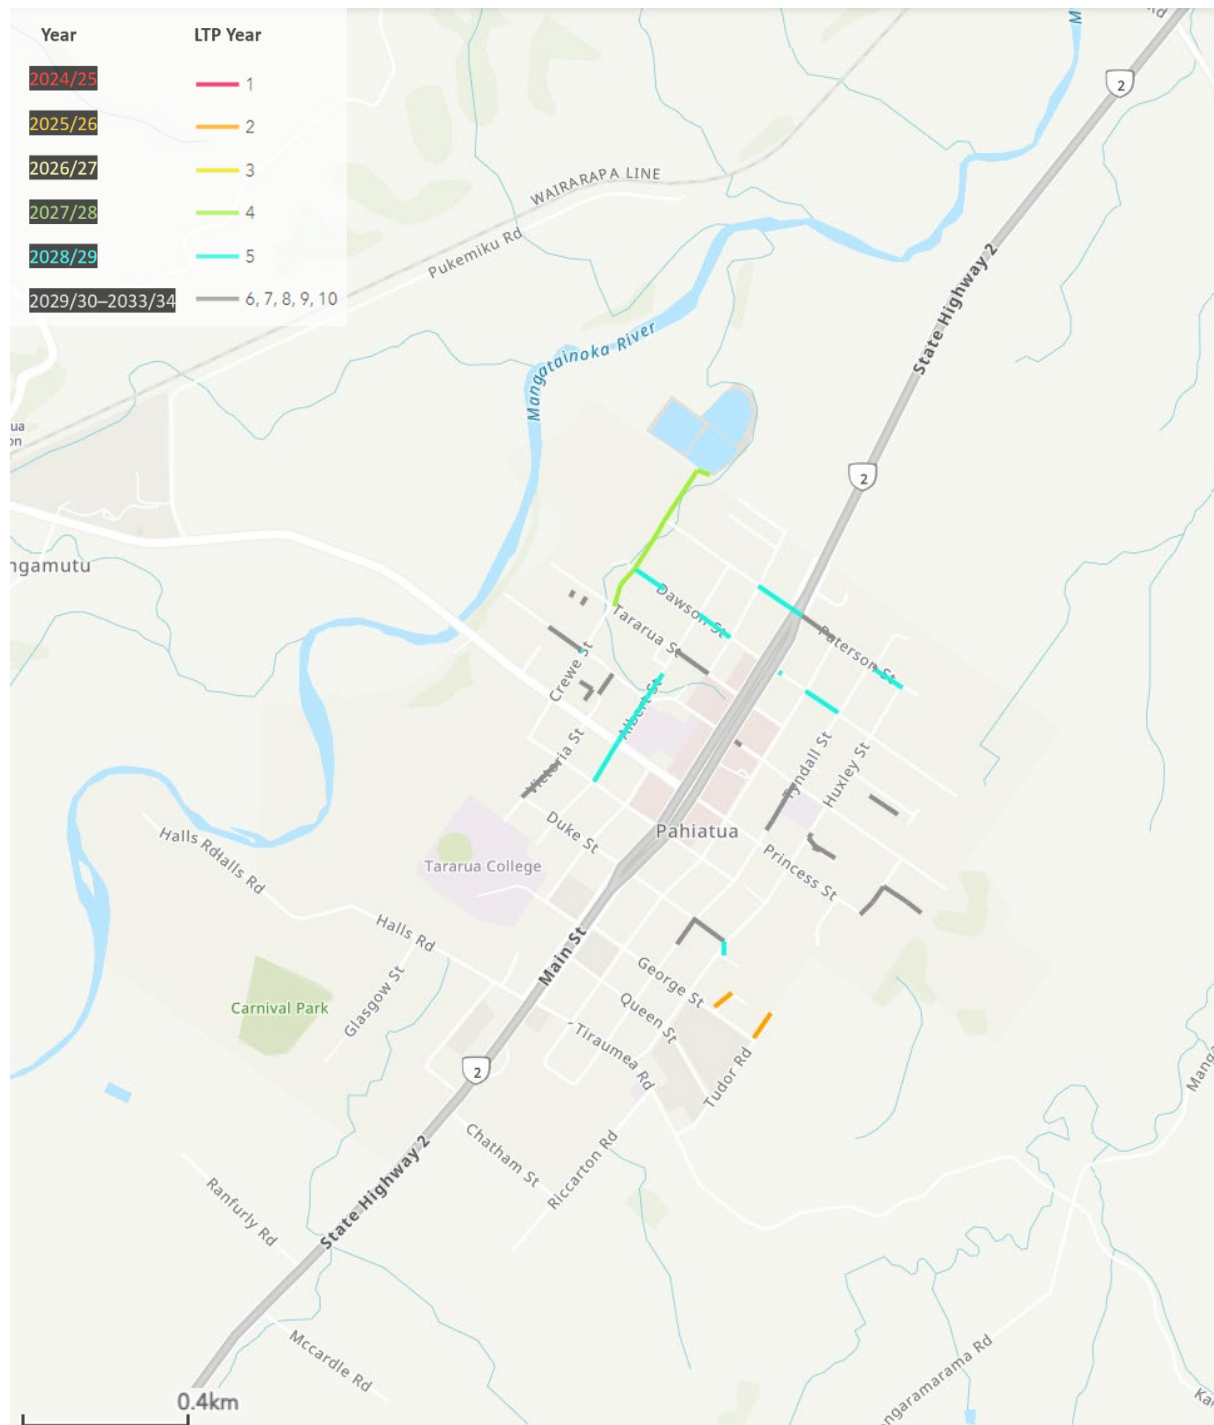 Year LTP Year
2024/25 1
2025/26 2
2026/27 3
2027/28 4
2028/29 5
2029/30–2033/34 6, 7, 8, 9, 10
2
WAIRARAPA LINE
Pukemiku Rd
State Highway 2
Mangatainoka River
2
ngamutu
Dawson St
Tararua St
Paterson St
Crewe St
Albert St
Victoria St
Tyndall St
Huxley St
Pahiatua
Duke St
Halls Rd
Halls Rd
Tararua College
Princess St
Halls Rd
Main St
George St
Glasgow St
Carnival Park
Queen St
Tiraumea Rd
2
Tudor Rd
Chatham St
Riccarton Rd
State Highway 2
Ranfurly Rd
Mccardle Rd
ngaramarama Rd
0.4km